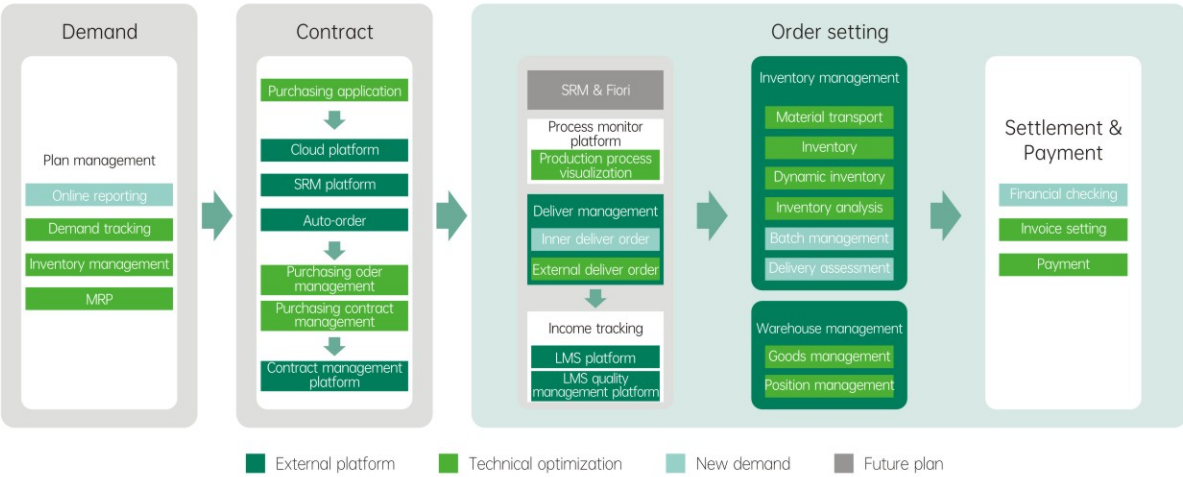 Demand
Plan management
Online reporting
Demand tracking
Inventory management
MRP
Contract
Purchasing application
Cloud platform
SRM platform
Auto-order
Purchasing oder
management
Purchasing contract
management
Contract management
platform
Order setting
SRM & Fiori
Process monitor
platform
Production process
visualization
Deliver management
Inner deliver order
External deliver order
Income tracking
LMS platform
LMS quality
management platform
Inventory management
Material transport
Inventory
Dynamic inventory
Inventory analysis
Batch management
Delivery assessment
Warehouse management
Goods management
Position management
Settlement &
Payment
Financial checking
Invoice setting
Payment
External platform
Technical optimization
New demand
Future plan